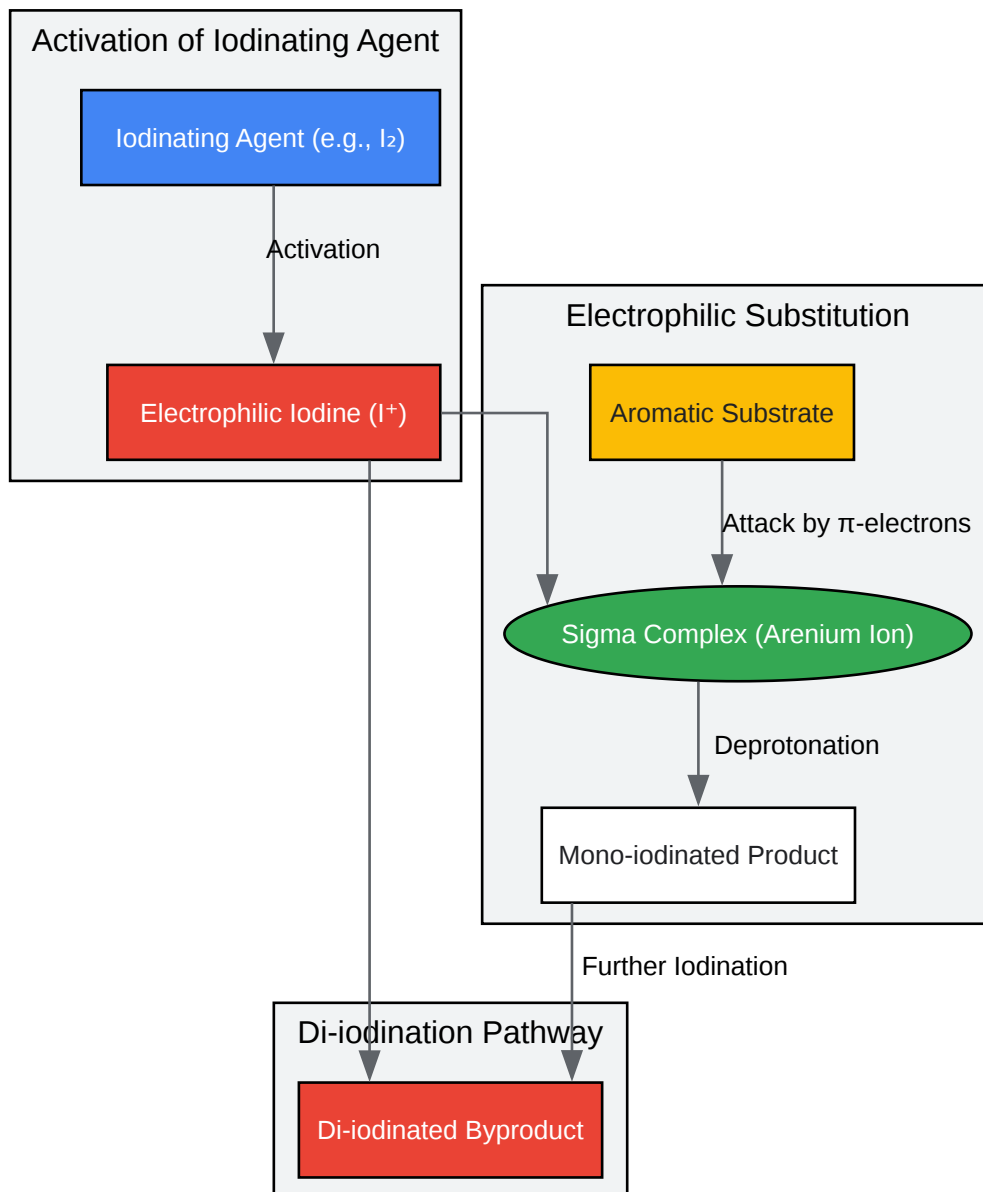 Activation of Iodinating Agent
Iodinating Agent (e.g., I₂)
Activation
Electrophilic Substitution
Electrophilic Iodine (I⁺)
Aromatic Substrate
Attack by π-electrons
Sigma Complex (Arenium Ion)
Deprotonation
Mono-iodinated Product
Further Iodination
Di-iodination Pathway
Di-iodinated Byproduct